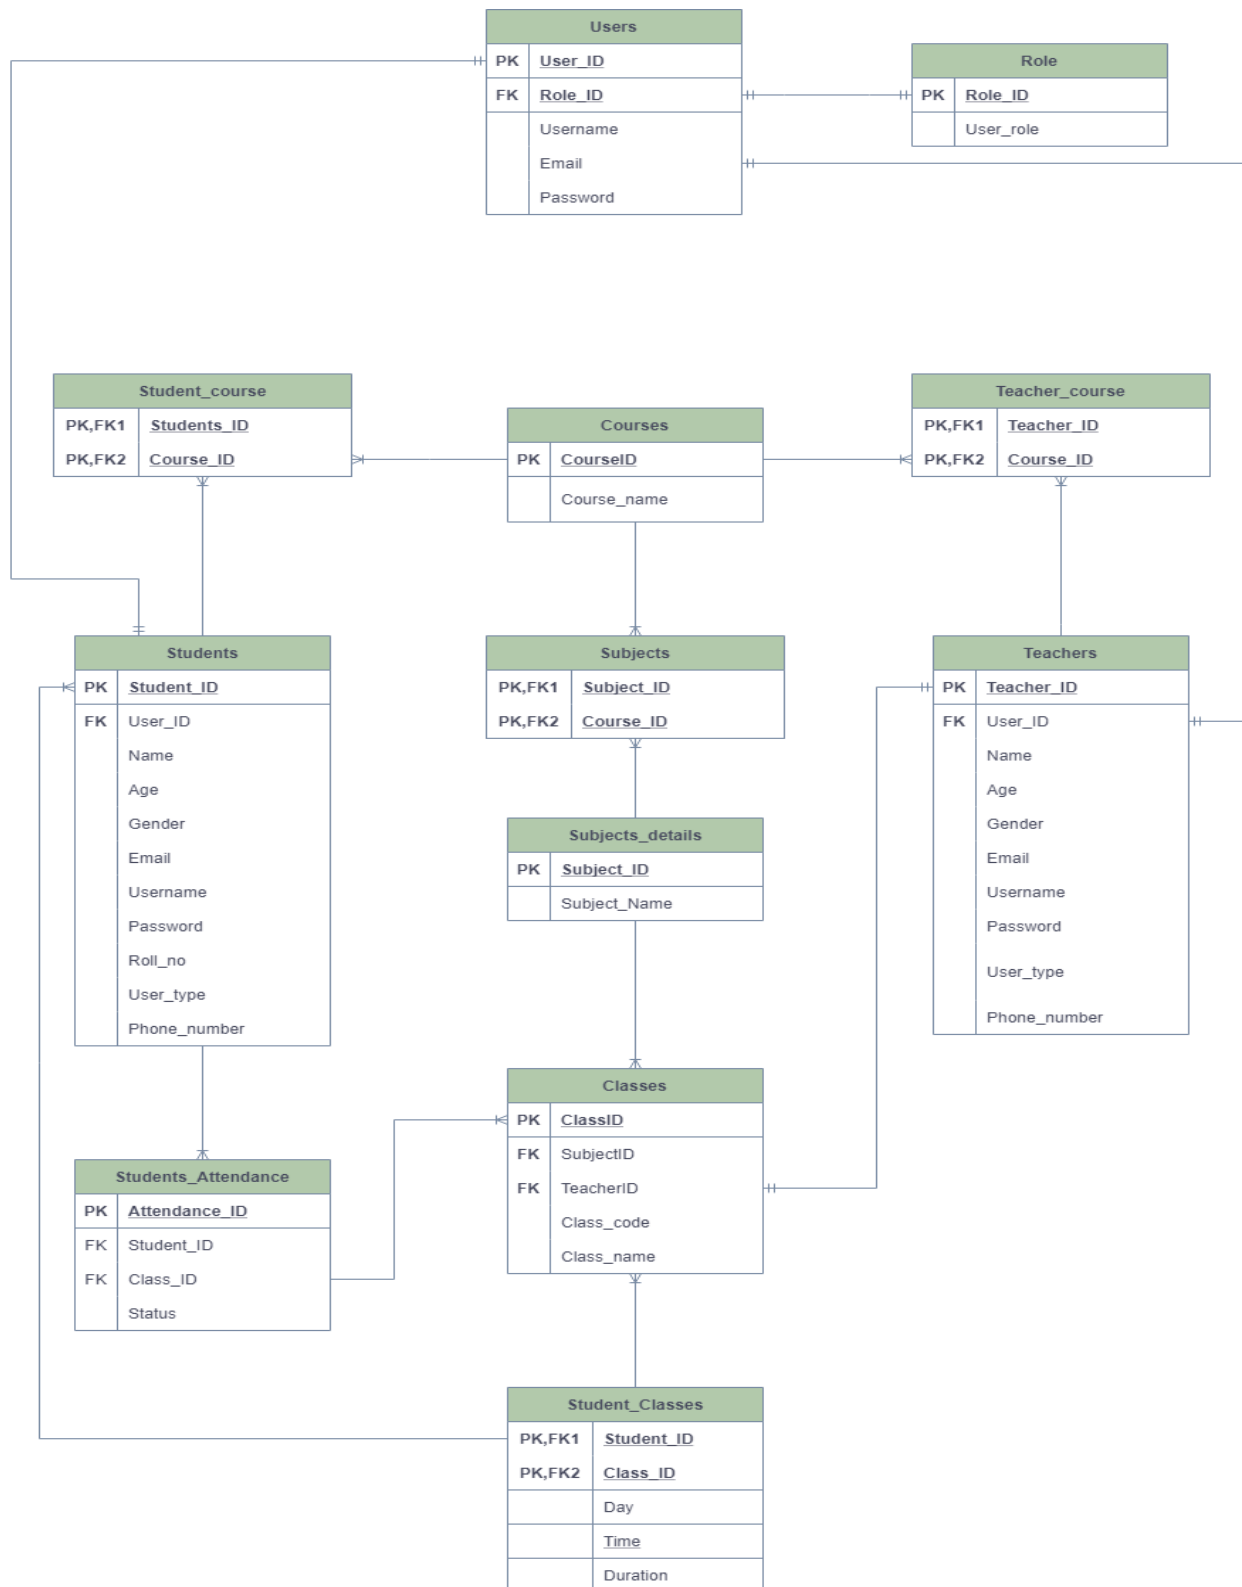 Users
PK User_ID
FK Role_ID
Username
Email
Password
Role
PK Role_ID
User_role
Student_course
PK,FK1 Students_ID
PK,FK2 Course_ID
Courses
PK CourseID
Course_name
Teacher_course
PK,FK1 Teacher_ID
PK,FK2 Course_ID
Students
PK Student_ID
FK User_ID
Name
Age
Gender
Email
Username
Password
Roll_no
User_type
Phone_number
Subjects
PK,FK1 Subject_ID
PK,FK2 Course_ID
Subjects_details
PK Subject_ID
Subject_Name
Teachers
PK Teacher_ID
FK User_ID
Name
Age
Gender
Email
Username
Password
User_type
Phone_number
Classes
PK ClassID
FK SubjectID
FK TeacherID
Class_code
Class_name
Students_Attendance
PK Attendance_ID
FK Student_ID
FK Class_ID
Status
Student_Classes
PK,FK1 Student_ID
PK,FK2 Class_ID
Day
Time
Duration